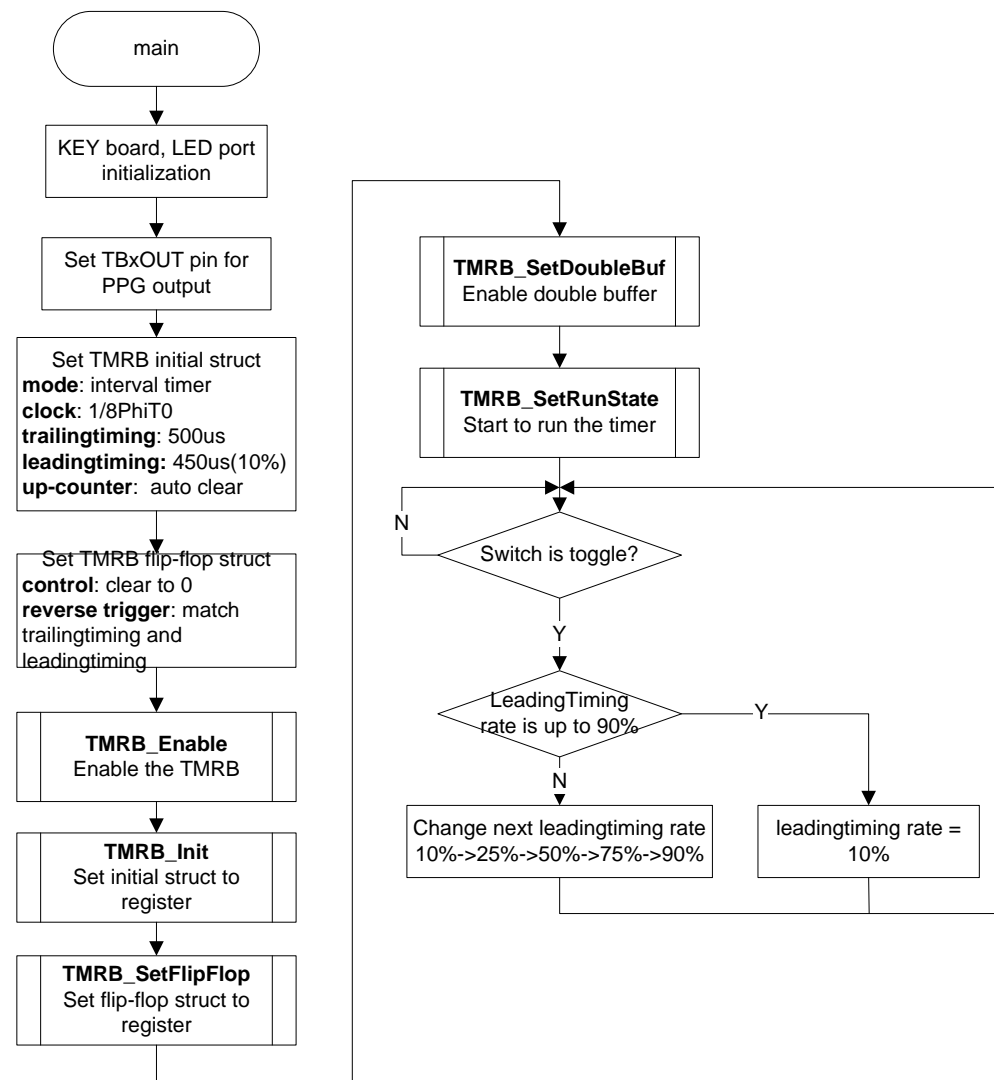 main
KEY board, LED port
initialization
Set TBxOUT pin for
PPG output
Set TMRB initial struct
mode: interval timer
clock: 1/8PhiT0
trailingtiming: 500us
leadingtiming: 450us(10%)
up-counter:  auto clear
Set TMRB flip-flop struct
control: clear to 0
reverse trigger: match
trailingtiming and
leadingtiming
TMRB_Enable
Enable the TMRB
TMRB_Init
Set initial struct to
register
TMRB_SetFlipFlop
Set flip-flop struct to
register
TMRB_SetDoubleBuf
Enable double buffer
TMRB_SetRunState
Start to run the timer
N
Switch is toggle?
Y
LeadingTiming
rate is up to 90%
Y
N
Change next leadingtiming rate
10%->25%->50%->75%->90%
leadingtiming rate =
10%